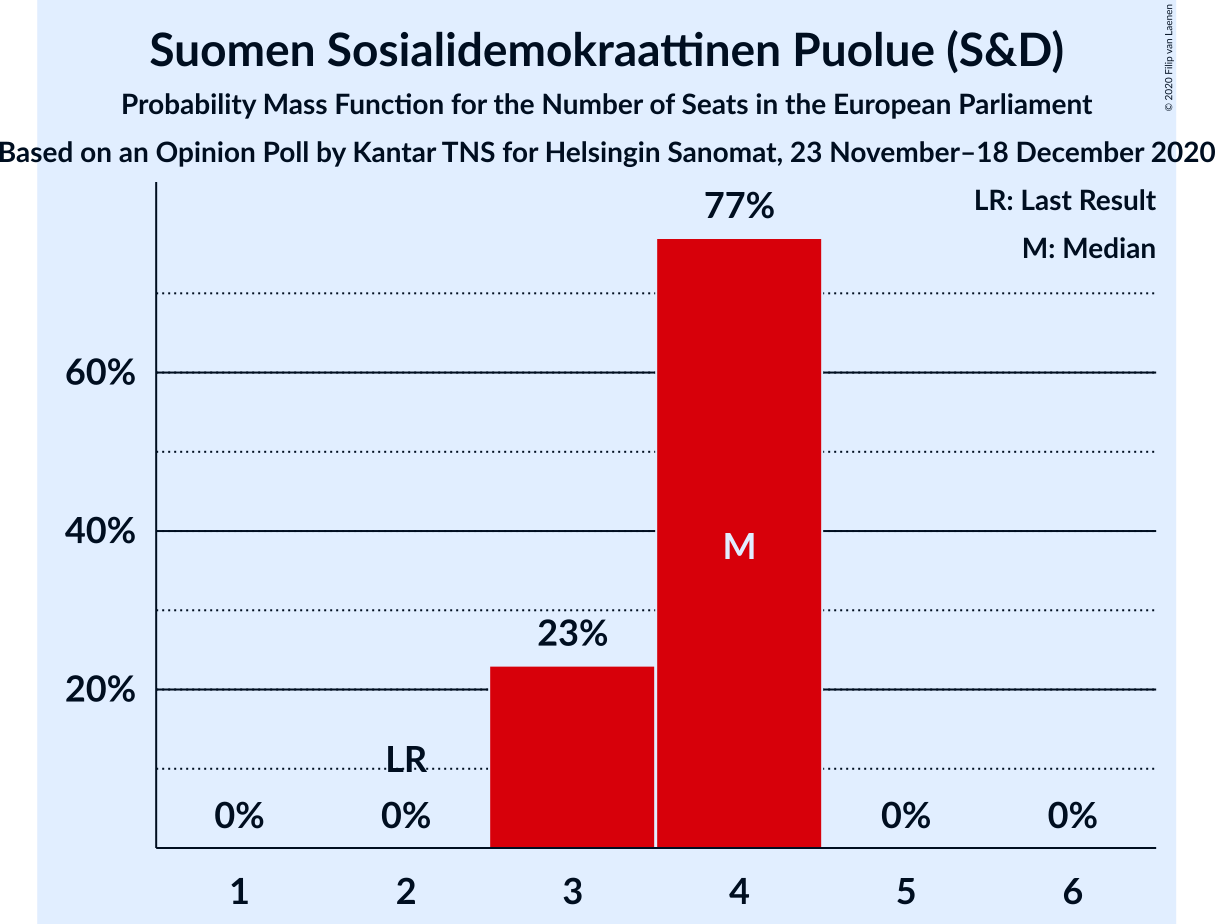 Suomen Sosialidemokraattinen Puolue (S&D)
Probability Mass Function for the Number of Seats in the European Parliament
Based on an Opinion Poll by Kantar TNS for Helsingin Sanomat, 23 November–18 December 2020
© 2020 Filip van Laenen
LR: Last Result
M: Median
77%
60%
40%
M
23%
20%
LR
0% 0% 0% 0%
1 2 3 4 5 6